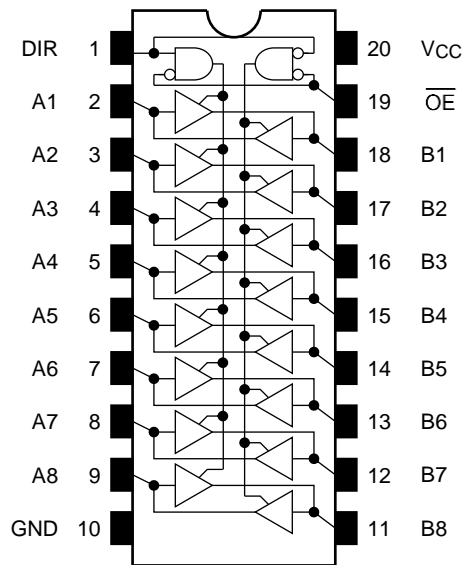 DIR 1 20 VCC
A1 2 19 OE
A2 3 18 B1
A3 4 17 B2
A4 5 16 B3
A5 6 15 B4
A6 7 14 B5
A7 8 13 B6
A8 9 12 B7
GND 10 11 B8